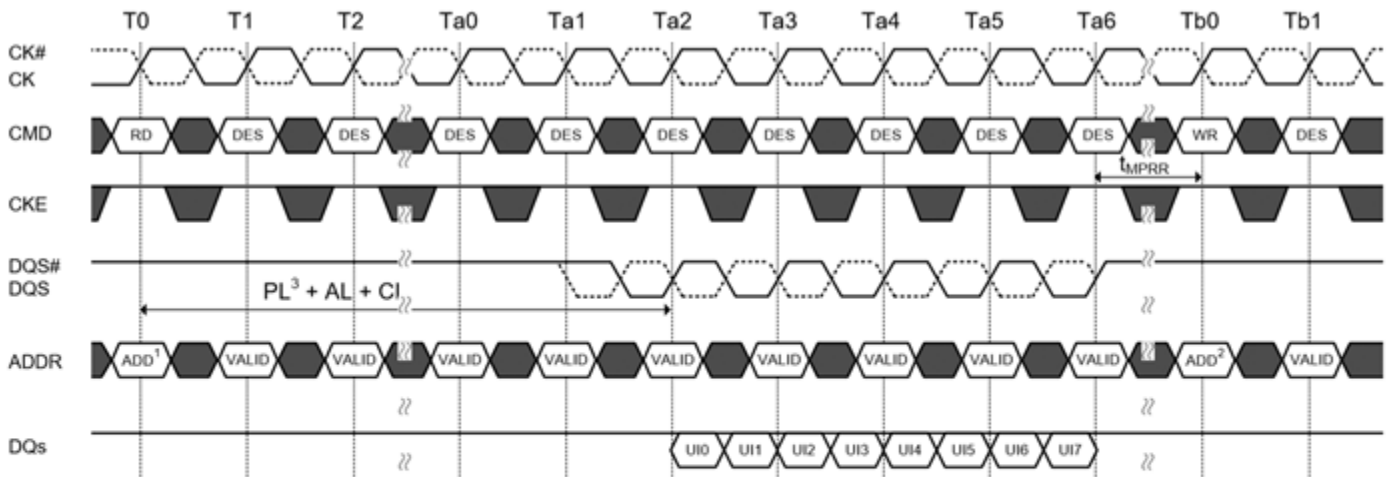 T0 T1 T2 Ta0 Ta1 Ta2 Ta3 Ta4 Ta5 Ta6 Tb0 Tb1
CK#
CK
CMD RD DES DES DES DES DES DES DES DES DES WR DES
tMPRR
CKE
DQS#
DQS
PL³ + AL + Cl
ADDR ADD¹ VALID VALID VALID VALID VALID VALID VALID VALID VALID ADD² VALID
DQs UI0 UI1 UI2 UI3 UI4 UI5 UI6 UI7